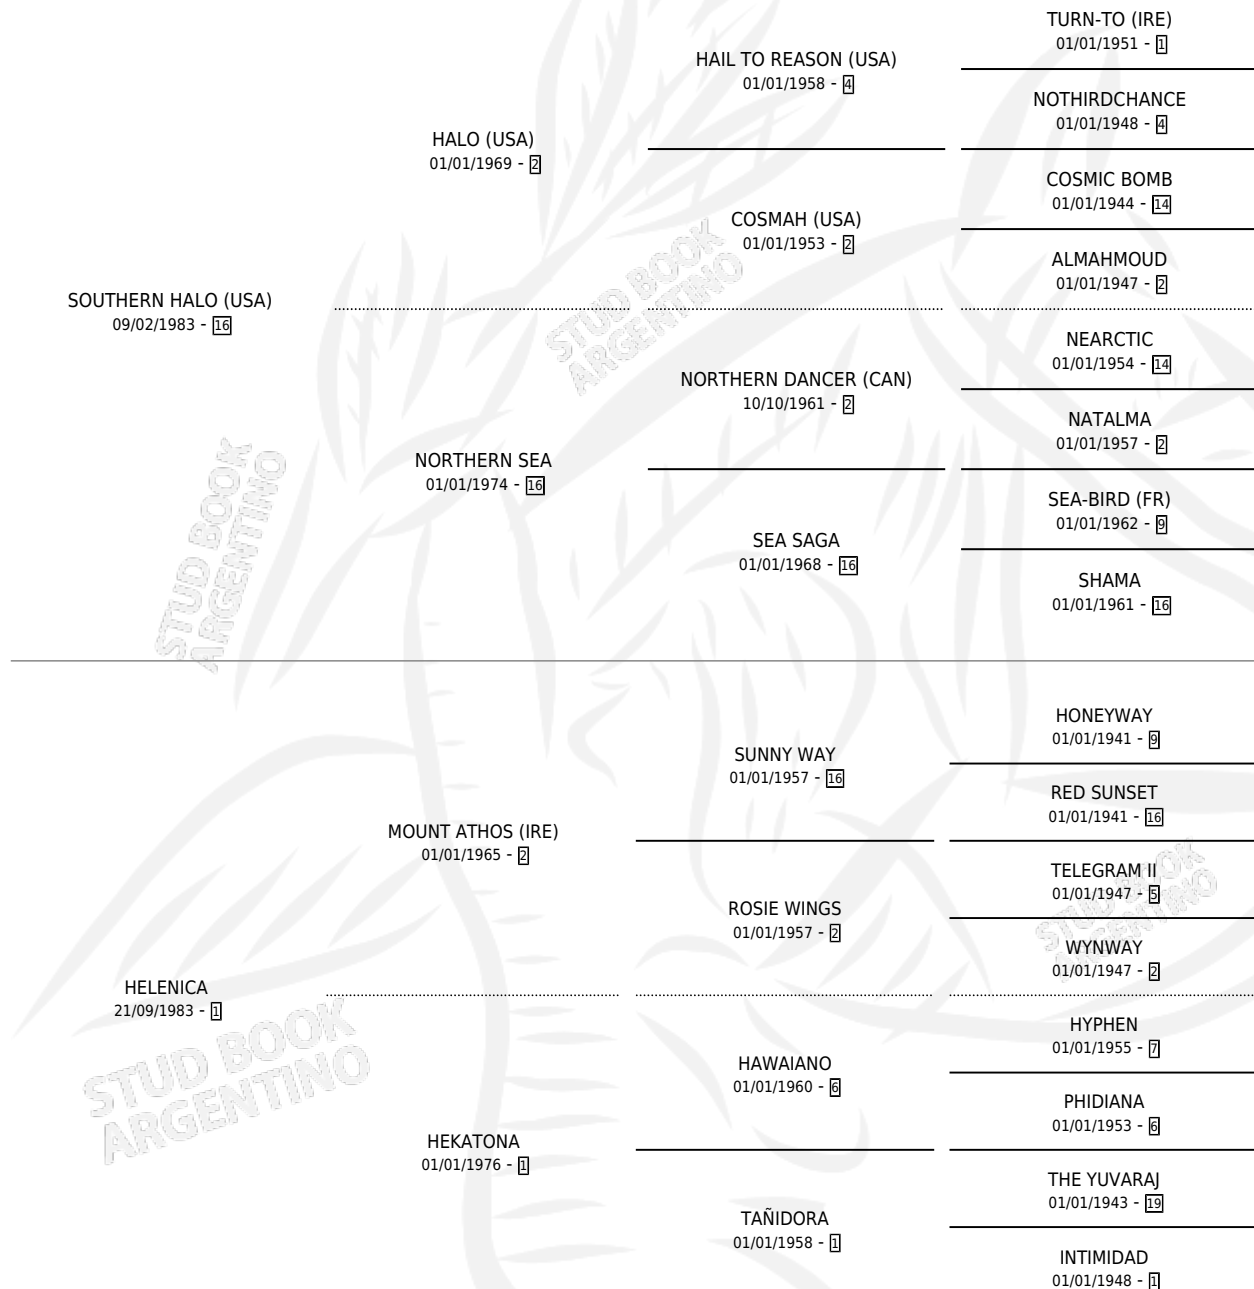 TURN-TO (IRE)
01/01/1951 - 1
HAIL TO REASON (USA)
01/01/1958 - 4
NOTHIRDCHANCE
01/01/1948 - 4
HALO (USA)
01/01/1969 - 2
COSMIC BOMB
01/01/1944 - 14
COSMAH (USA)
01/01/1953 - 2
ALMAHMOUD
01/01/1947 - 2
SOUTHERN HALO (USA)
09/02/1983 - 16
NEARCTIC
01/01/1954 - 14
NORTHERN DANCER (CAN)
10/10/1961 - 2
NATALMA
01/01/1957 - 2
NORTHERN SEA
01/01/1974 - 16
SEA-BIRD (FR)
01/01/1962 - 9
SEA SAGA
01/01/1968 - 16
SHAMA
01/01/1961 - 16
HONEYWAY
01/01/1941 - 9
SUNNY WAY
01/01/1957 - 16
RED SUNSET
01/01/1941 - 16
MOUNT ATHOS (IRE)
01/01/1965 - 2
TELEGRAM II
01/01/1947 - 5
ROSIE WINGS
01/01/1957 - 2
WYNWAY
01/01/1947 - 2
HELENICA
21/09/1983 - 1
HYPHEN
01/01/1955 - 7
HAWAIANO
01/01/1960 - 6
PHIDIANA
01/01/1953 - 6
HEKATONA
01/01/1976 - 1
THE YUVARAJ
01/01/1943 - 19
TAÑIDORA
01/01/1958 - 1
INTIMIDAD
01/01/1948 - 1
STUD BOOK
ARGENTINO
STUD BOOK
ARGENTINO
STUD BOOK
ARGENTINO
STUD BOOK
ARGENTINO